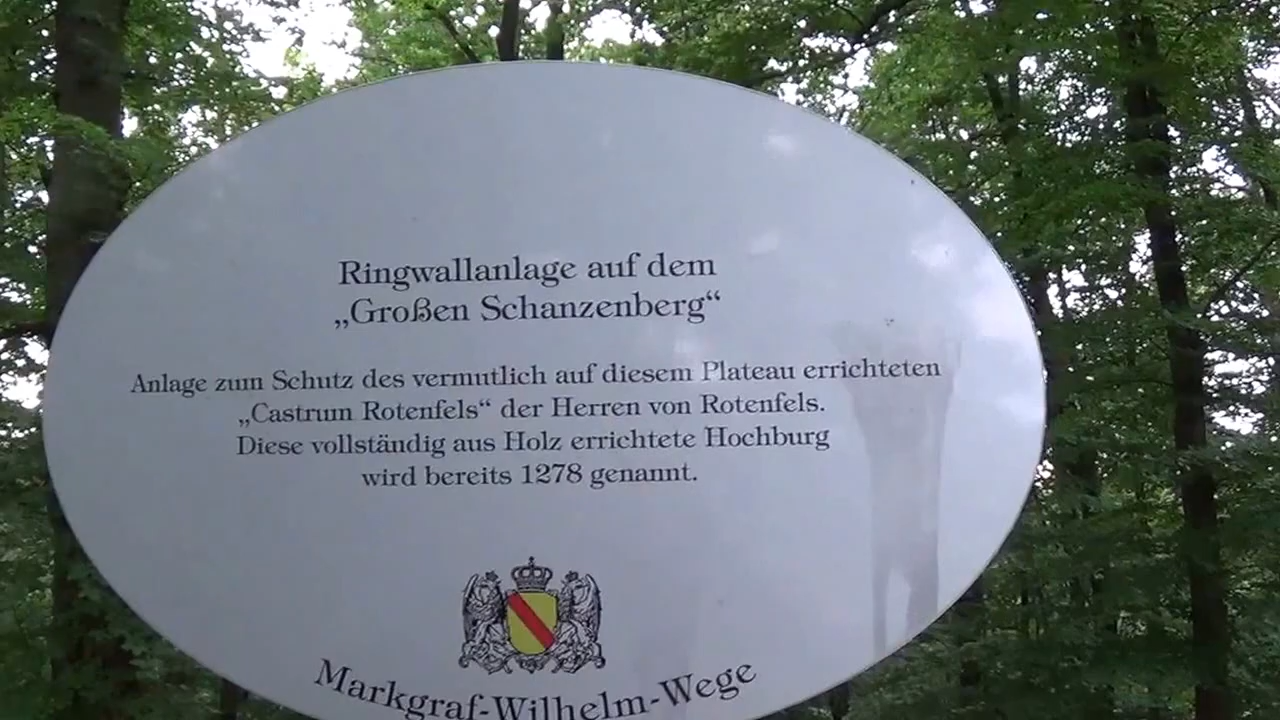 Ringwallanlage auf dem
„Großen Schanzenberg“
Anlage zum Schutz des vermutlich auf diesem Plateau errichteten
„Castrum Rotenfels“ der Herren von Rotenfels.
Diese vollständig aus Holz errichtete Hochburg
wird bereits 1278 genannt.
Markgraf-Wilhelm-Wege